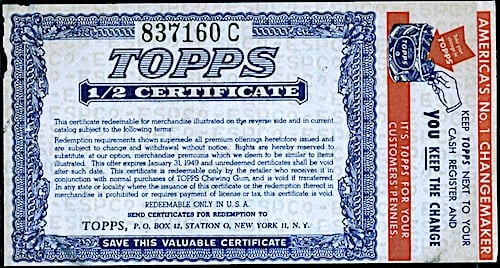 837160 C
TOPPS
1/2 CERTIFICATE
This certificate redeemable for merchandise illustrated on the reverse side and in current
catalog subject to the following terms:
Redemption requirements shown supersede all premium offerings heretofore issued and
are subject to change and withdrawal without notice. Rights are hereby reserved to
substitute, at our option, merchandise premiums which we deem to be similar to items
illustrated. This offer expires January 31, 1949 and unredeemed certificates shall be void
after such date. This certificate is redeemable only by the retailer who receives it in
conjunction with normal purchases of TOPPS Chewing Gum, and is void if transferred.
In any state or locality where the issuance of this certificate or the redemption thereof in
merchandise is prohibited or requires payment of license or tax, this certificate is void.
REDEEMABLE ONLY IN U. S. A.
SEND CERTIFICATES FOR REDEMPTION TO
TOPPS, P. O. BOX 12, STATION O, NEW YORK 11, N. Y.
SAVE THIS VALUABLE CERTIFICATE
AMERICA'S No. 1 CHANGEMAKER
TOPPS
TOPPS
KEEP TOPPS NEXT TO YOUR
CASH REGISTER AND
YOU KEEP THE CHANGE
IT'S TOPPS FOR YOUR
CUSTOMERS' PENNIES